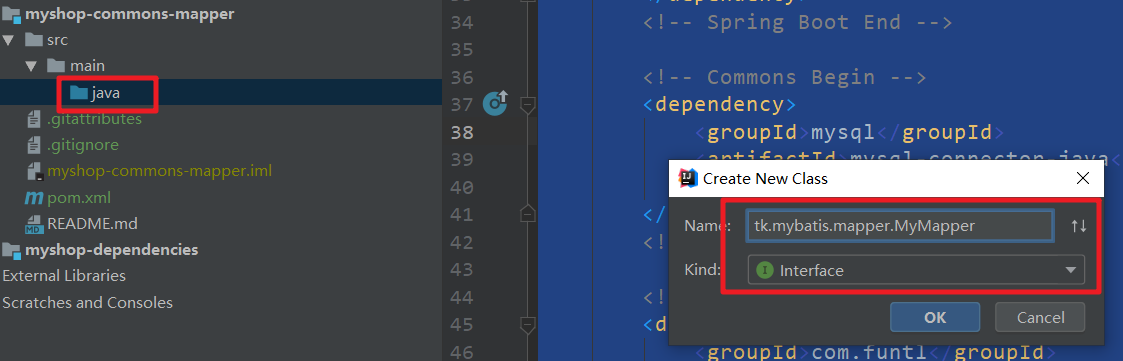 myshop-commons-mapper
src
main
java
.gitattributes
.gitignore
myshop-commons-mapper.iml
pom.xml
README.md
myshop-dependencies
External Libraries
Scratches and Consoles
34 <!-- Spring Boot End -->
35
36 <!-- Commons Begin -->
37 <dependency>
38 <groupId>mysql</groupId>
39 <artifactId>mysql-connector-java<
40
41 </
42 <!
43
44 <!
45 <d
46 <groupId>com.funtl</groupId>
Create New Class
Name: tk.mybatis.mapper.MyMapper
Kind: I Interface
OK Cancel